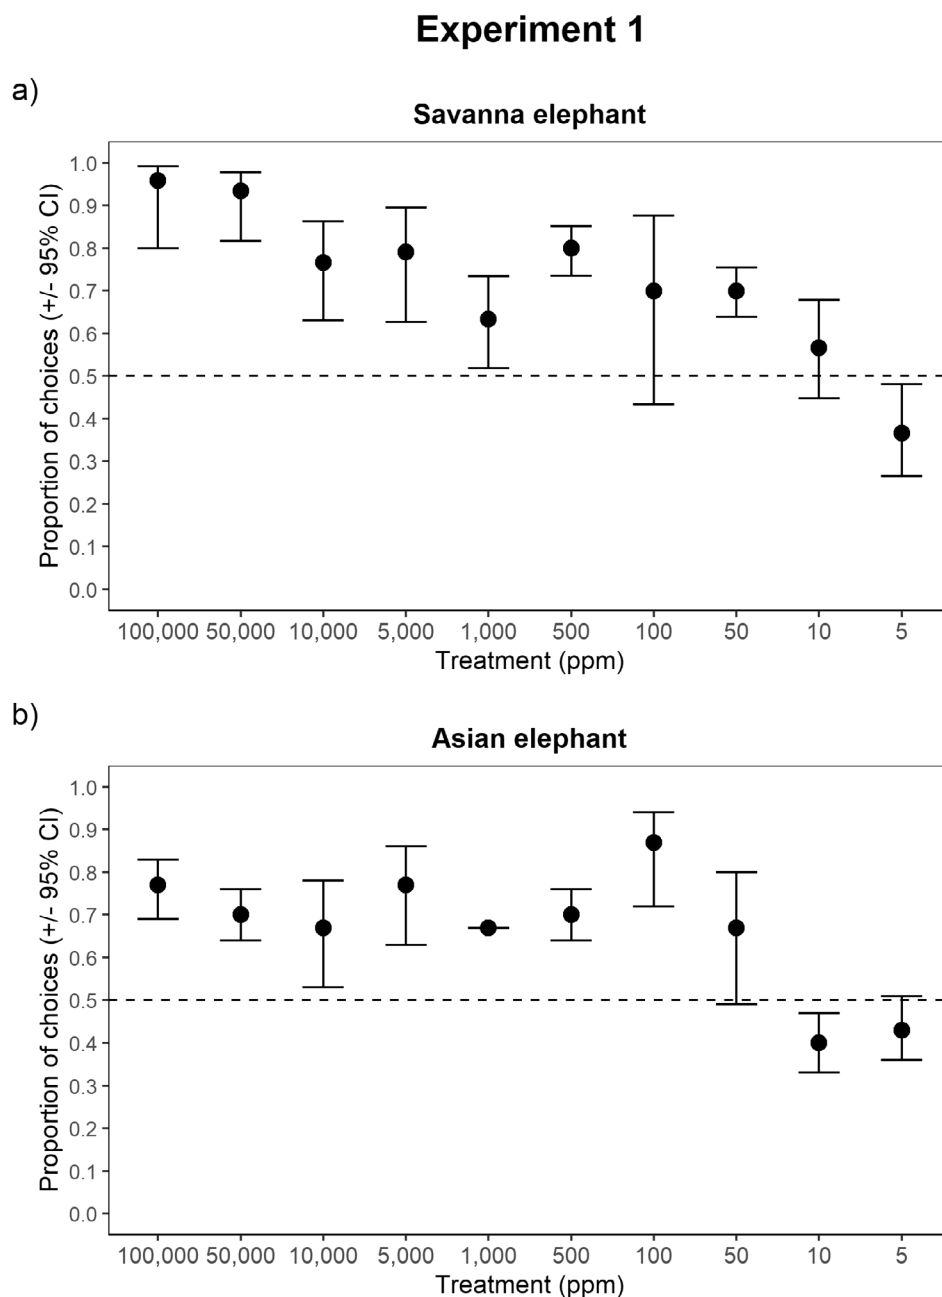 Experiment 1
a)
Savanna elephant
Proportion of choices (+/- 95% CI)
1.0
0.9
0.8
0.7
0.6
0.5
0.4
0.3
0.2
0.1
0.0
100,000 50,000 10,000 5,000 1,000 500 100 50 10 5
Treatment (ppm)
b)
Asian elephant
Proportion of choices (+/- 95% CI)
1.0
0.9
0.8
0.7
0.6
0.5
0.4
0.3
0.2
0.1
0.0
100,000 50,000 10,000 5,000 1,000 500 100 50 10 5
Treatment (ppm)